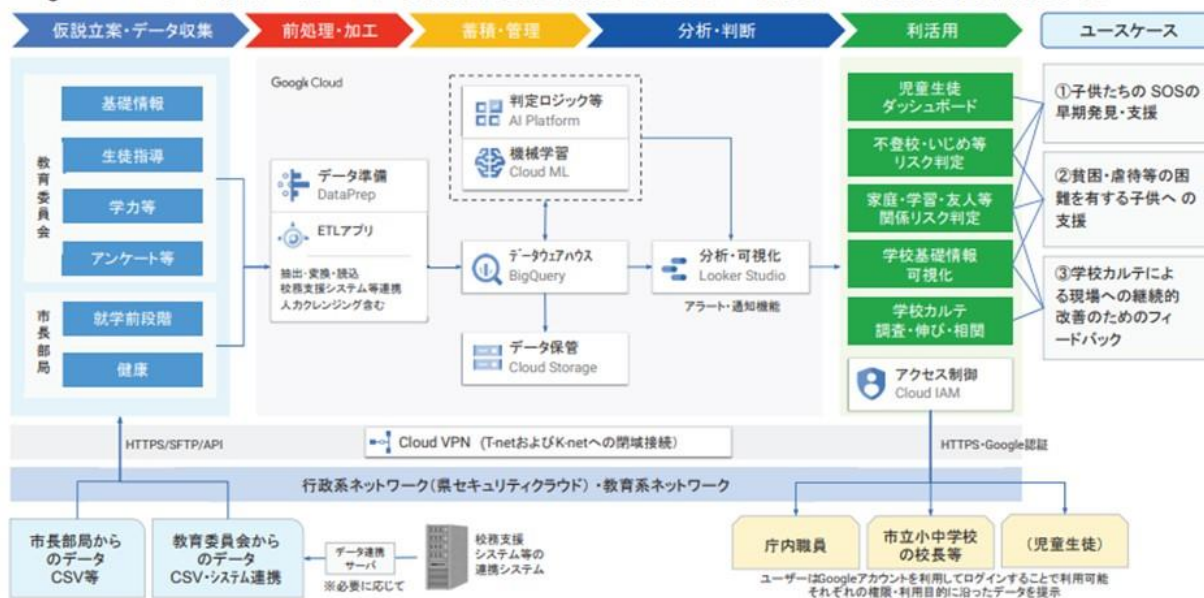 仮説立案・データ収集
前処理・加工
蓄積・管理
分析・判断
利活用
ユースケース
教育委員会
基礎情報
生徒指導
学力等
アンケート等
市長部局
就学前段階
健康
Google Cloud
データ準備
DataPrep
ETLアプリ
抽出・変換・読込
校務支援システム等連携
人力クレンジング含む
判定ロジック等
AI Platform
機械学習
Cloud ML
データウェアハウス
BigQuery
データ保管
Cloud Storage
分析・可視化
Looker Studio
アラート・通知機能
児童生徒
ダッシュボード
不登校・いじめ等
リスク判定
家庭・学習・友人等
関係リスク判定
学校基礎情報
可視化
学校カルテ
調査・伸び・相関
アクセス制御
Cloud IAM
①子供たちの SOSの
早期発見・支援
②貧困・虐待等の困
難を有する子供へ の
支援
③学校カルテによ
る現場への継続的
改善のためのフィ
ードバック
HTTPS/SFTP/API
Cloud VPN （T-netおよびK-netへの閉域接続）
HTTPS・Google認証
行政系ネットワーク（県セキュリティクラウド）・教育系ネットワーク
市長部局から
のデータ
CSV等
教育委員会から
のデータ
CSV・システム連携
データ連携
サーバ
※必要に応じて
校務支援
システム等の
連携システム
庁内職員
市立小中学校
の校長等
（児童生徒）
ユーザーはGoogleアカウントを利用してログインすることで利用可能
それぞれの権限・利用目的に沿ったデータを提示